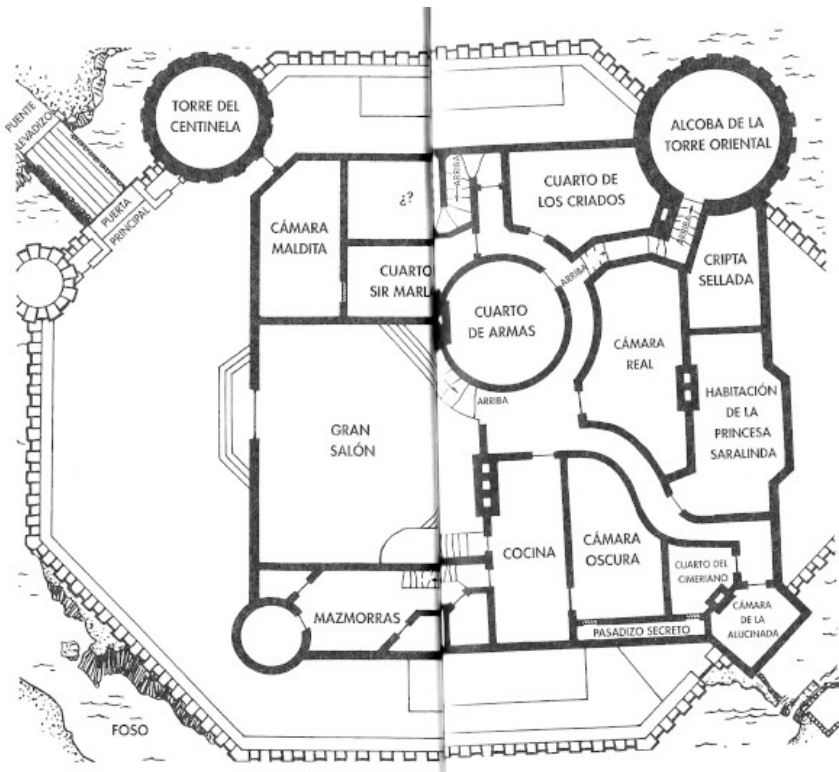 TORRE DEL
CENTINELA
ALCOBA DE LA
TORRE ORIENTAL
PUENTE
LEVADIZO
PUERTA
PRINCIPAL
ARRIBA
CUARTO DE
LOS CRIADOS
¿?
CÁMARA
MALDITA
ARRIBA
ARRIBA
CRIPTA
SELLADA
CUARTO
SIR MARL
CUARTO
DE ARMAS
CÁMARA
REAL
HABITACIÓN
DE LA
PRINCESA
SARALINDA
ARRIBA
GRAN
SALÓN
COCINA
CÁMARA
OSCURA
CUARTO DEL
CIMERIANO
MAZMORRAS
PASADIZO SECRETO
CÁMARA
DE LA
ALUCINADA
FOSO